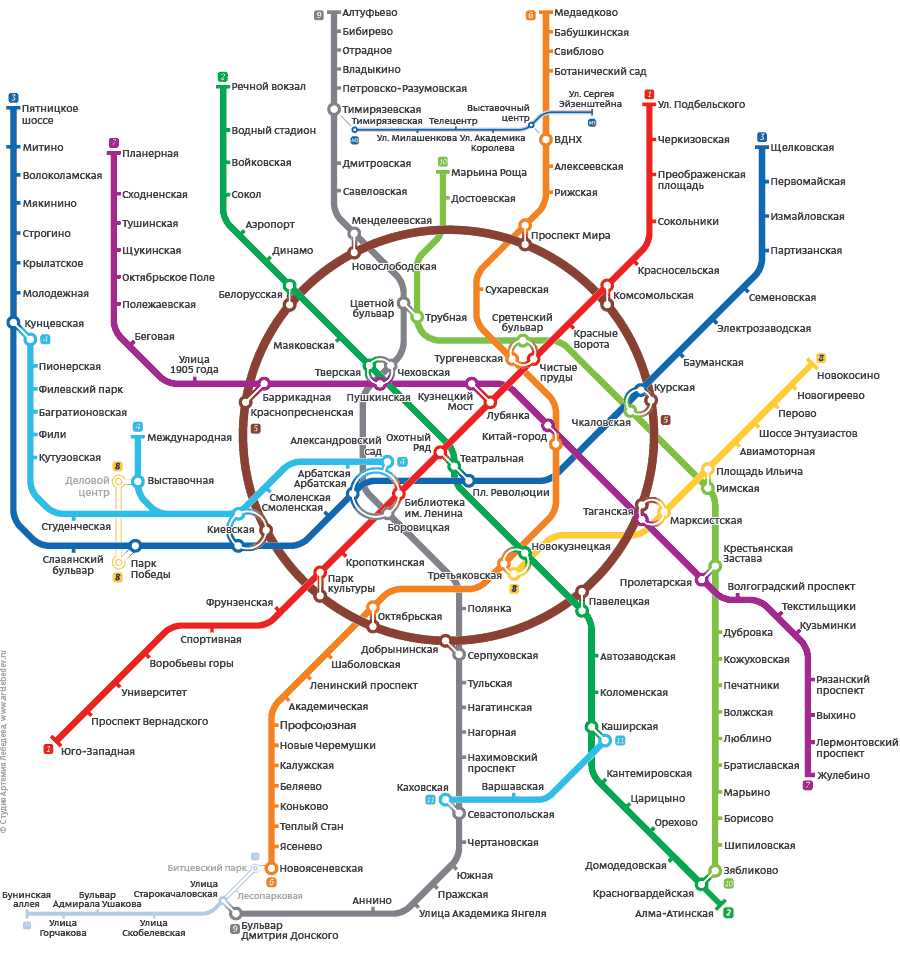 9
Алтуфьево
Бибирево
Отрадное
Владыкино
Петровско-Разумовская
Тимирязевская
Дмитровская
Савеловская
Менделеевская
Новослободская
Цветной
бульвар
6
Медведково
Бабушкинская
Свиблово
Ботанический сад
Ул. Сергея
Эйзенштейна
Выставочный
центр
Тимирязевская
Телецентр
Ул. Милашенкова
Ул. Академика
Королева
ВДНХ
Алексеевская
Рижская
Проспект Мира
2
Речной вокзал
Водный стадион
Войковская
Сокол
Аэропорт
Динамо
Белорусская
Маяковская
Тверская
3
Пятницкое
шоссе
Митино
Волоколамская
Мякинино
Строгино
Крылатское
Молодежная
Кунцевская
4
Пионерская
Филевский парк
Багратионовская
Фили
Кутузовская
Студенческая
7
Планерная
Сходненская
Тушинская
Щукинская
Октябрьское Поле
Полежаевская
Беговая
Улица
1905 года
Баррикадная
Краснопресненская
5
10
Марьина Роща
Достоевская
Трубная
Сретенский
бульвар
1
Ул. Подбельского
Черкизовская
Преображенская
площадь
Сокольники
Красносельская
Комсомольская
Красные
Ворота
Чистые
пруды
3
Щелковская
Первомайская
Измайловская
Партизанская
Семеновская
Электрозаводская
Бауманская
Курская
Чкаловская
5
Сухаревская
Тургеневская
Чеховская
Пушкинская
Кузнецкий
Мост
Лубянка
Китай-город
8
Новокосино
Новогиреево
Перово
Шоссе Энтузиастов
Авиамоторная
Площадь Ильича
Римская
Марксистская
Таганская
4
Международная
8
Деловой
центр
Выставочная
Славянский
бульвар
8
Парк
Победы
Александровский
сад
4
Арбатская
Арбатская
Смоленская
Смоленская
Киевская
Охотный
Ряд
Театральная
Пл. Революции
Библиотека
им. Ленина
Боровицкая
Кропоткинская
Парк
культуры
Фрунзенская
Спортивная
Воробьевы горы
Университет
Проспект Вернадского
1
Юго-Западная
Третьяковская
Новокузнецкая
8
Октябрьская
Добрынинская
Полянка
Павелецкая
Серпуховская
Шаболовская
Ленинский проспект
Академическая
Профсоюзная
Новые Черемушки
Калужская
Беляево
Коньково
Теплый Стан
Ясенево
Новоясеневская
6
Тульская
Нагатинская
Нагорная
Нахимовский
проспект
Каховская
11
Варшавская
Севастопольская
Чертановская
Южная
Пражская
Улица Академика Янгеля
Аннино
9
Бульвар
Дмитрия Донского
Битцевский парк
Лесопарковая
Улица
Старокачаловская
Бунинская
аллея
Бульвар
Адмирала Ушакова
Улица
Горчакова
Улица
Скобелевская
Автозаводская
Коломенская
Каширская
11
Кантемировская
Царицыно
Орехово
Домодедовская
Красногвардейская
Алма-Атинская
2
Крестьянская
Застава
Пролетарская
Волгоградский проспект
Текстильщики
Кузьминки
Рязанский
проспект
Выхино
Лермонтовский
проспект
Жулебино
7
Дубровка
Кожуховская
Печатники
Волжская
Люблино
Братиславская
Марьино
Борисово
Шипиловская
Зябликово
10
© Студия Артемия Лебедева, www.artlebedev.ru